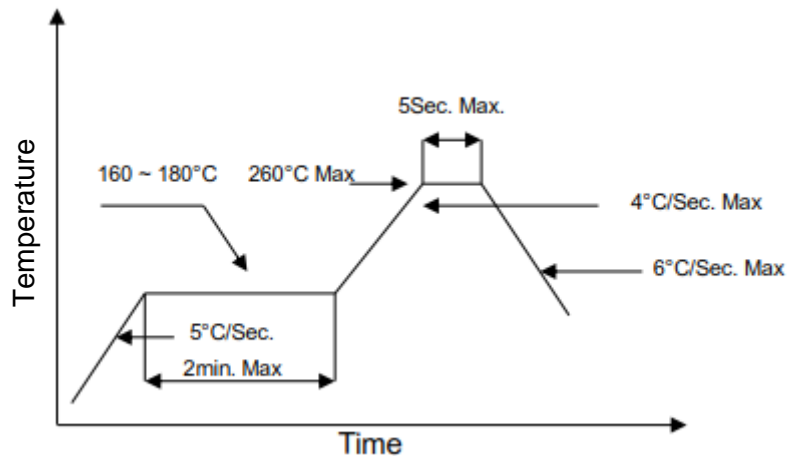 5Sec. Max.
160 ~ 180°C
260°C Max
4°C/Sec. Max
6°C/Sec. Max
5°C/Sec.
2min. Max
Temperature
Time